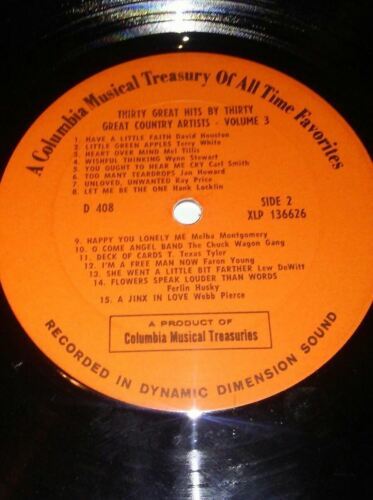 A Columbia Musical Treasury Of All Time Favorites
THIRTY GREAT HITS BY THIRTY
GREAT COUNTRY ARTISTS - VOLUME 3
1. HAVE A LITTLE FAITH David Houston
2. LITTLE GREEN APPLES Terry White
3. HEART OVER MIND Mel Tillis
4. WISHFUL THINKING Wynn Stewart
5. YOU OUGHT TO HEAR ME CRY Carl Smith
6. TOO MANY TEARDROPS Jan Howard
7. UNLOVED, UNWANTED Ray Price
8. LET ME BE THE ONE Hank Locklin
D 408
SIDE 2
XLP 136626
9. HAPPY YOU LONELY ME Melba Montgomery
10. O COME ANGEL BAND The Chuck Wagon Gang
11. DECK OF CARDS T. Texas Tyler
12. I'M A FREE MAN NOW Faron Young
13. SHE WENT A LITTLE BIT FARTHER Lew DeWitt
14. FLOWERS SPEAK LOUDER THAN WORDS
Ferlin Husky
15. A JINX IN LOVE Webb Pierce
A PRODUCT OF
Columbia Musical Treasuries
RECORDED IN DYNAMIC DIMENSION SOUND